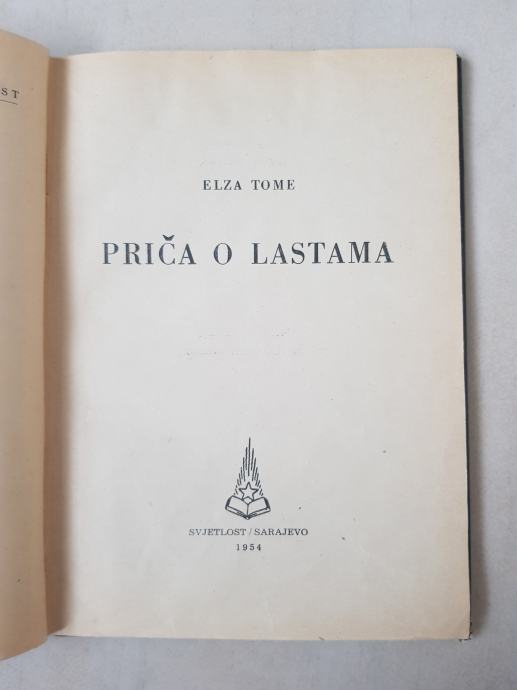 ST
ELZA TOME
PRIČA O LASTAMA
SVJETLOST / SARAJEVO
1954